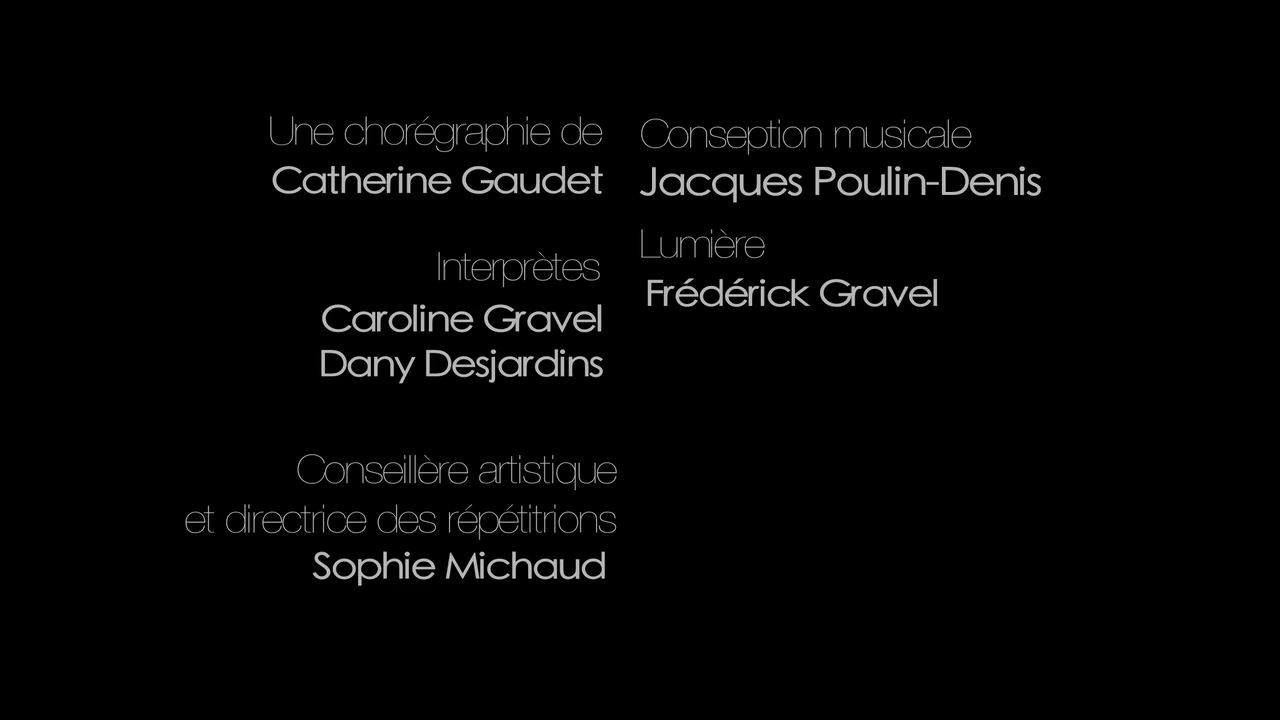 Une chorégraphie de
Catherine Gaudet
Interprètes
Caroline Gravel
Dany Desjardins
Conseillère artistique
et directrice des répétitrions
Sophie Michaud
Conseption musicale
Jacques Poulin-Denis
Lumière
Frédérick Gravel